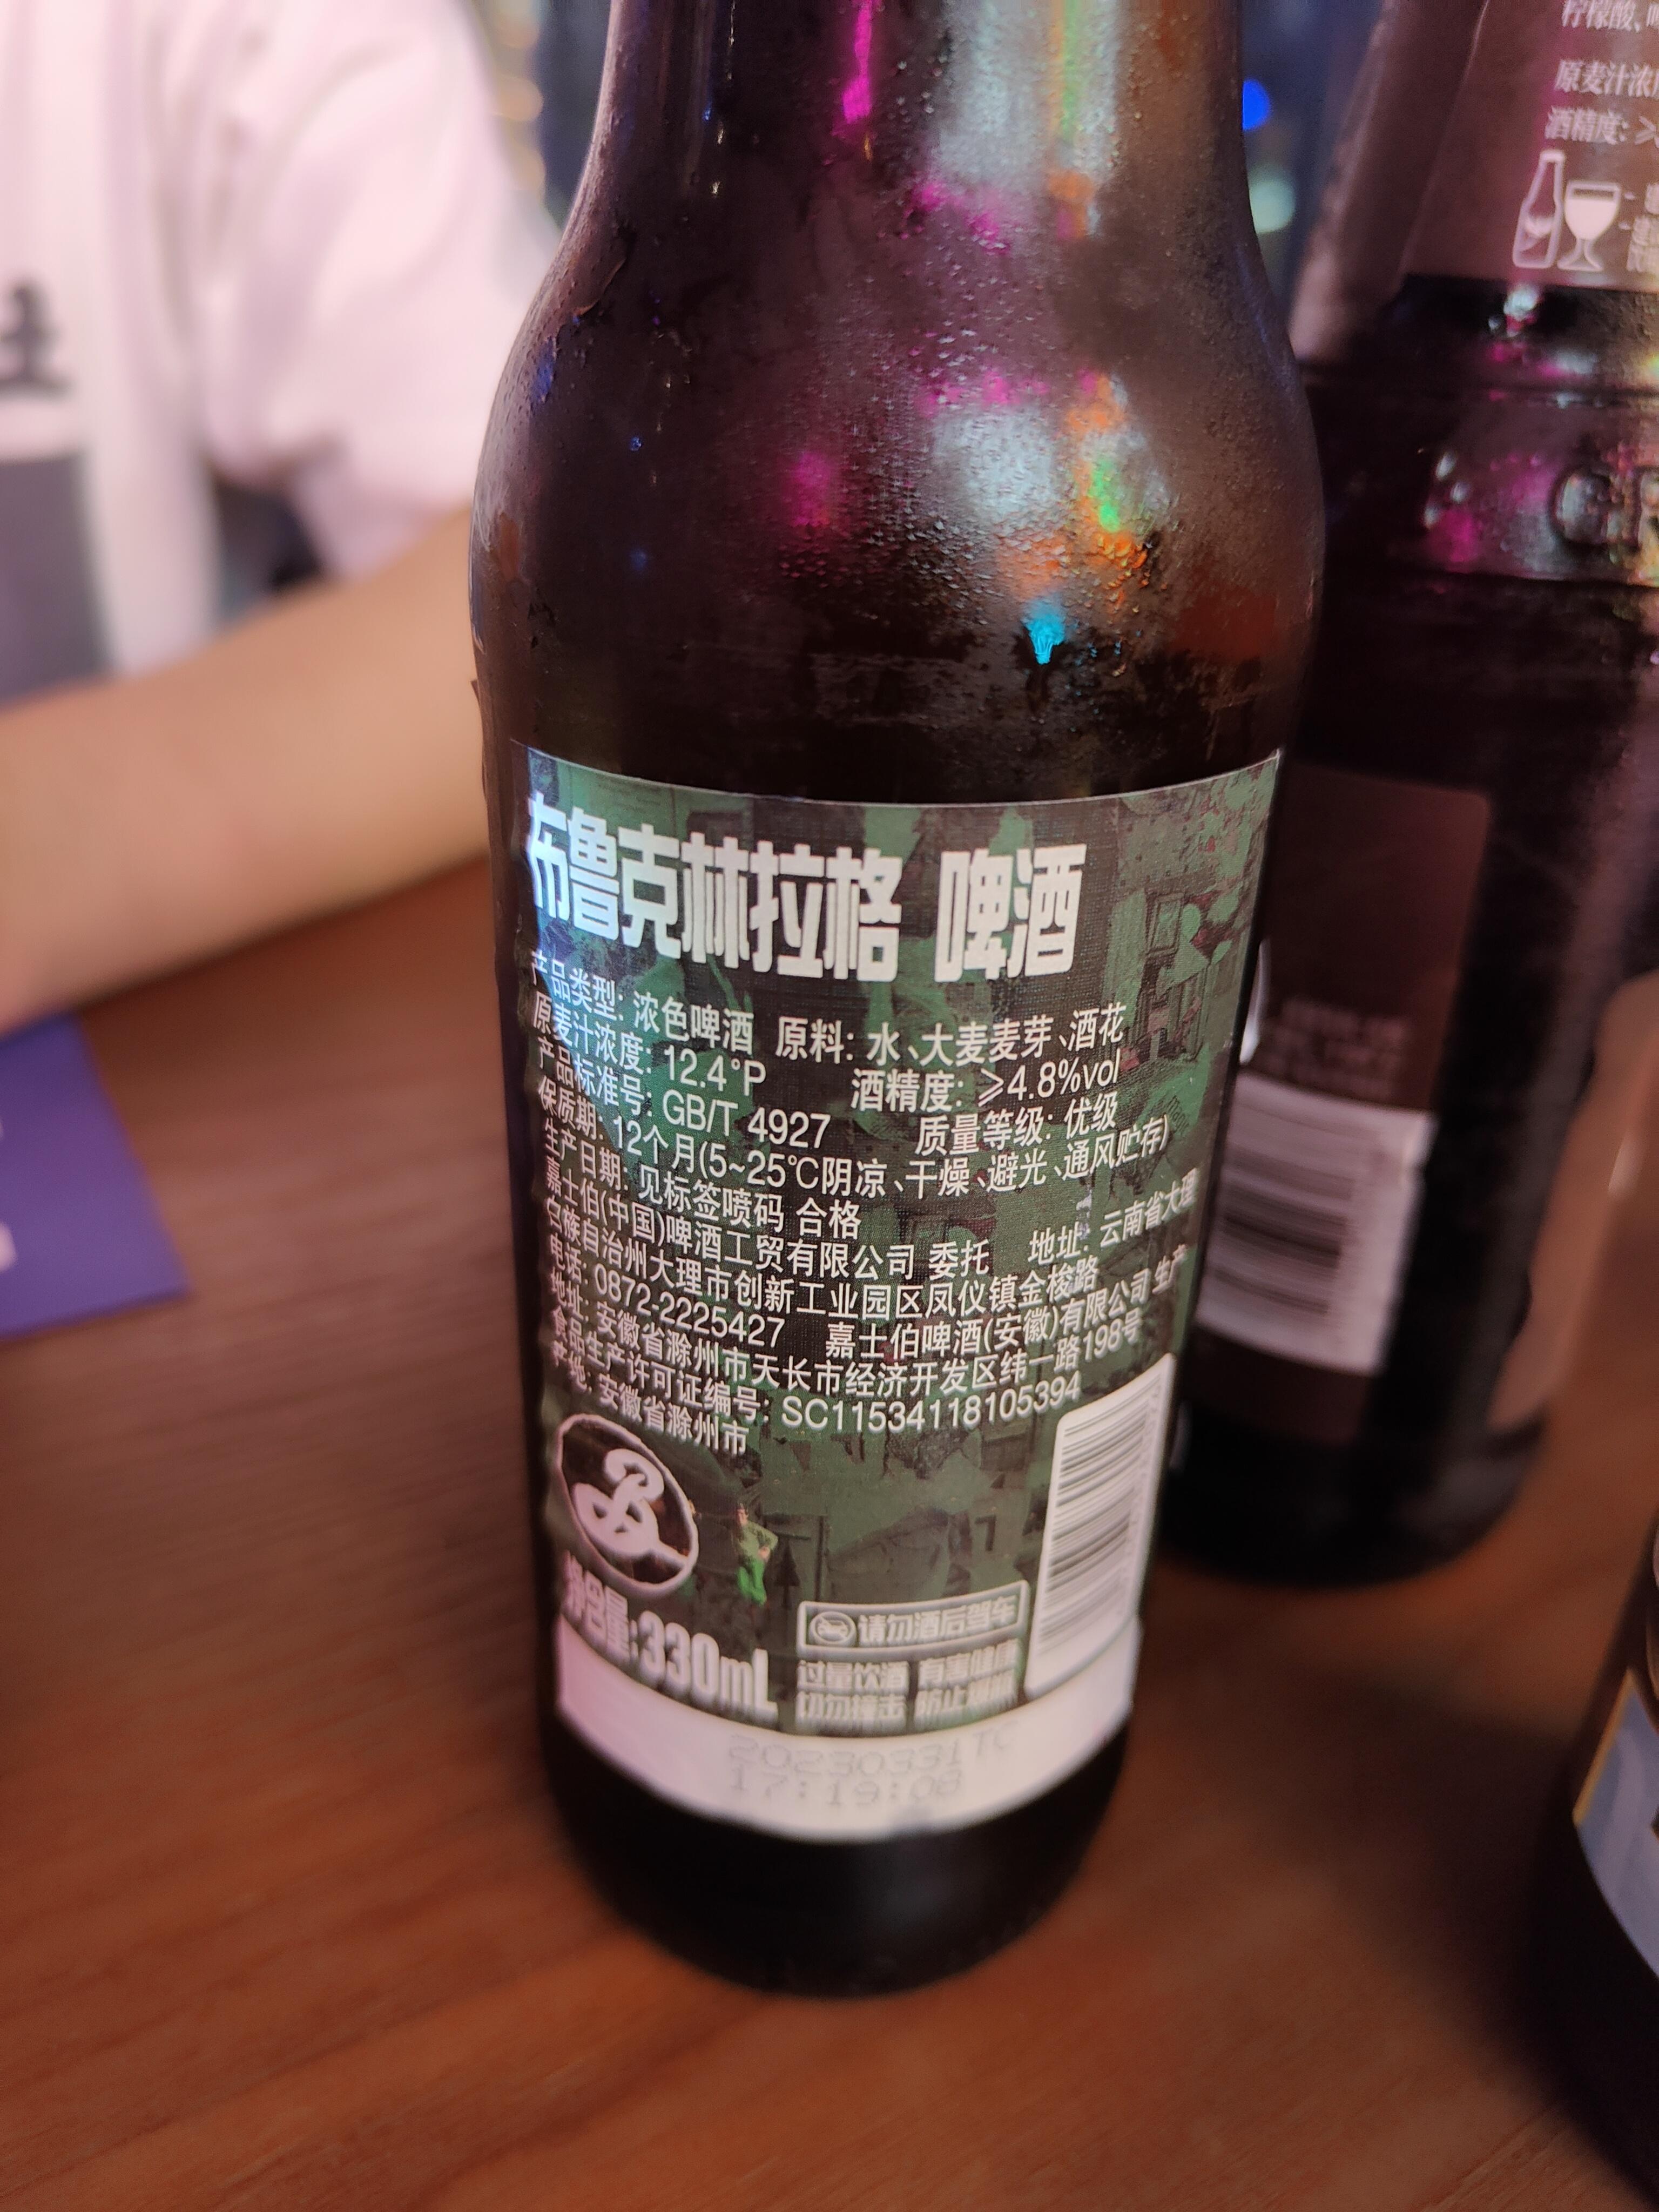 布鲁克林拉格 啤酒
产品类型: 浓色啤酒 原料: 水、大麦麦芽、酒花
原麦汁浓度: 12.4°P 酒精度: ≥4.8%vol
产品标准号: GB/T 4927 质量等级: 优级
保质期: 12个月(5~25℃阴凉、干燥、避光、通风贮存)
生产日期: 见标签喷码 合格
嘉士伯(中国)啤酒工贸有限公司 委托 地址: 云南省大理
白族自治州大理市创新工业园区凤仪镇金梭路
电话: 0872-2225427 嘉士伯啤酒(安徽)有限公司 生产
地址: 安徽省滁州市天长市经济开发区纬一路198号
食品生产许可证编号: SC11534118105394
产地: 安徽省滁州市
B
净含量:330mL
请勿酒后驾车
过量饮酒 有害健康
切勿撞击 防止爆瓶
20230331TC
17:19:08
柠檬酸、
原麦汁浓
酒精度: ≥